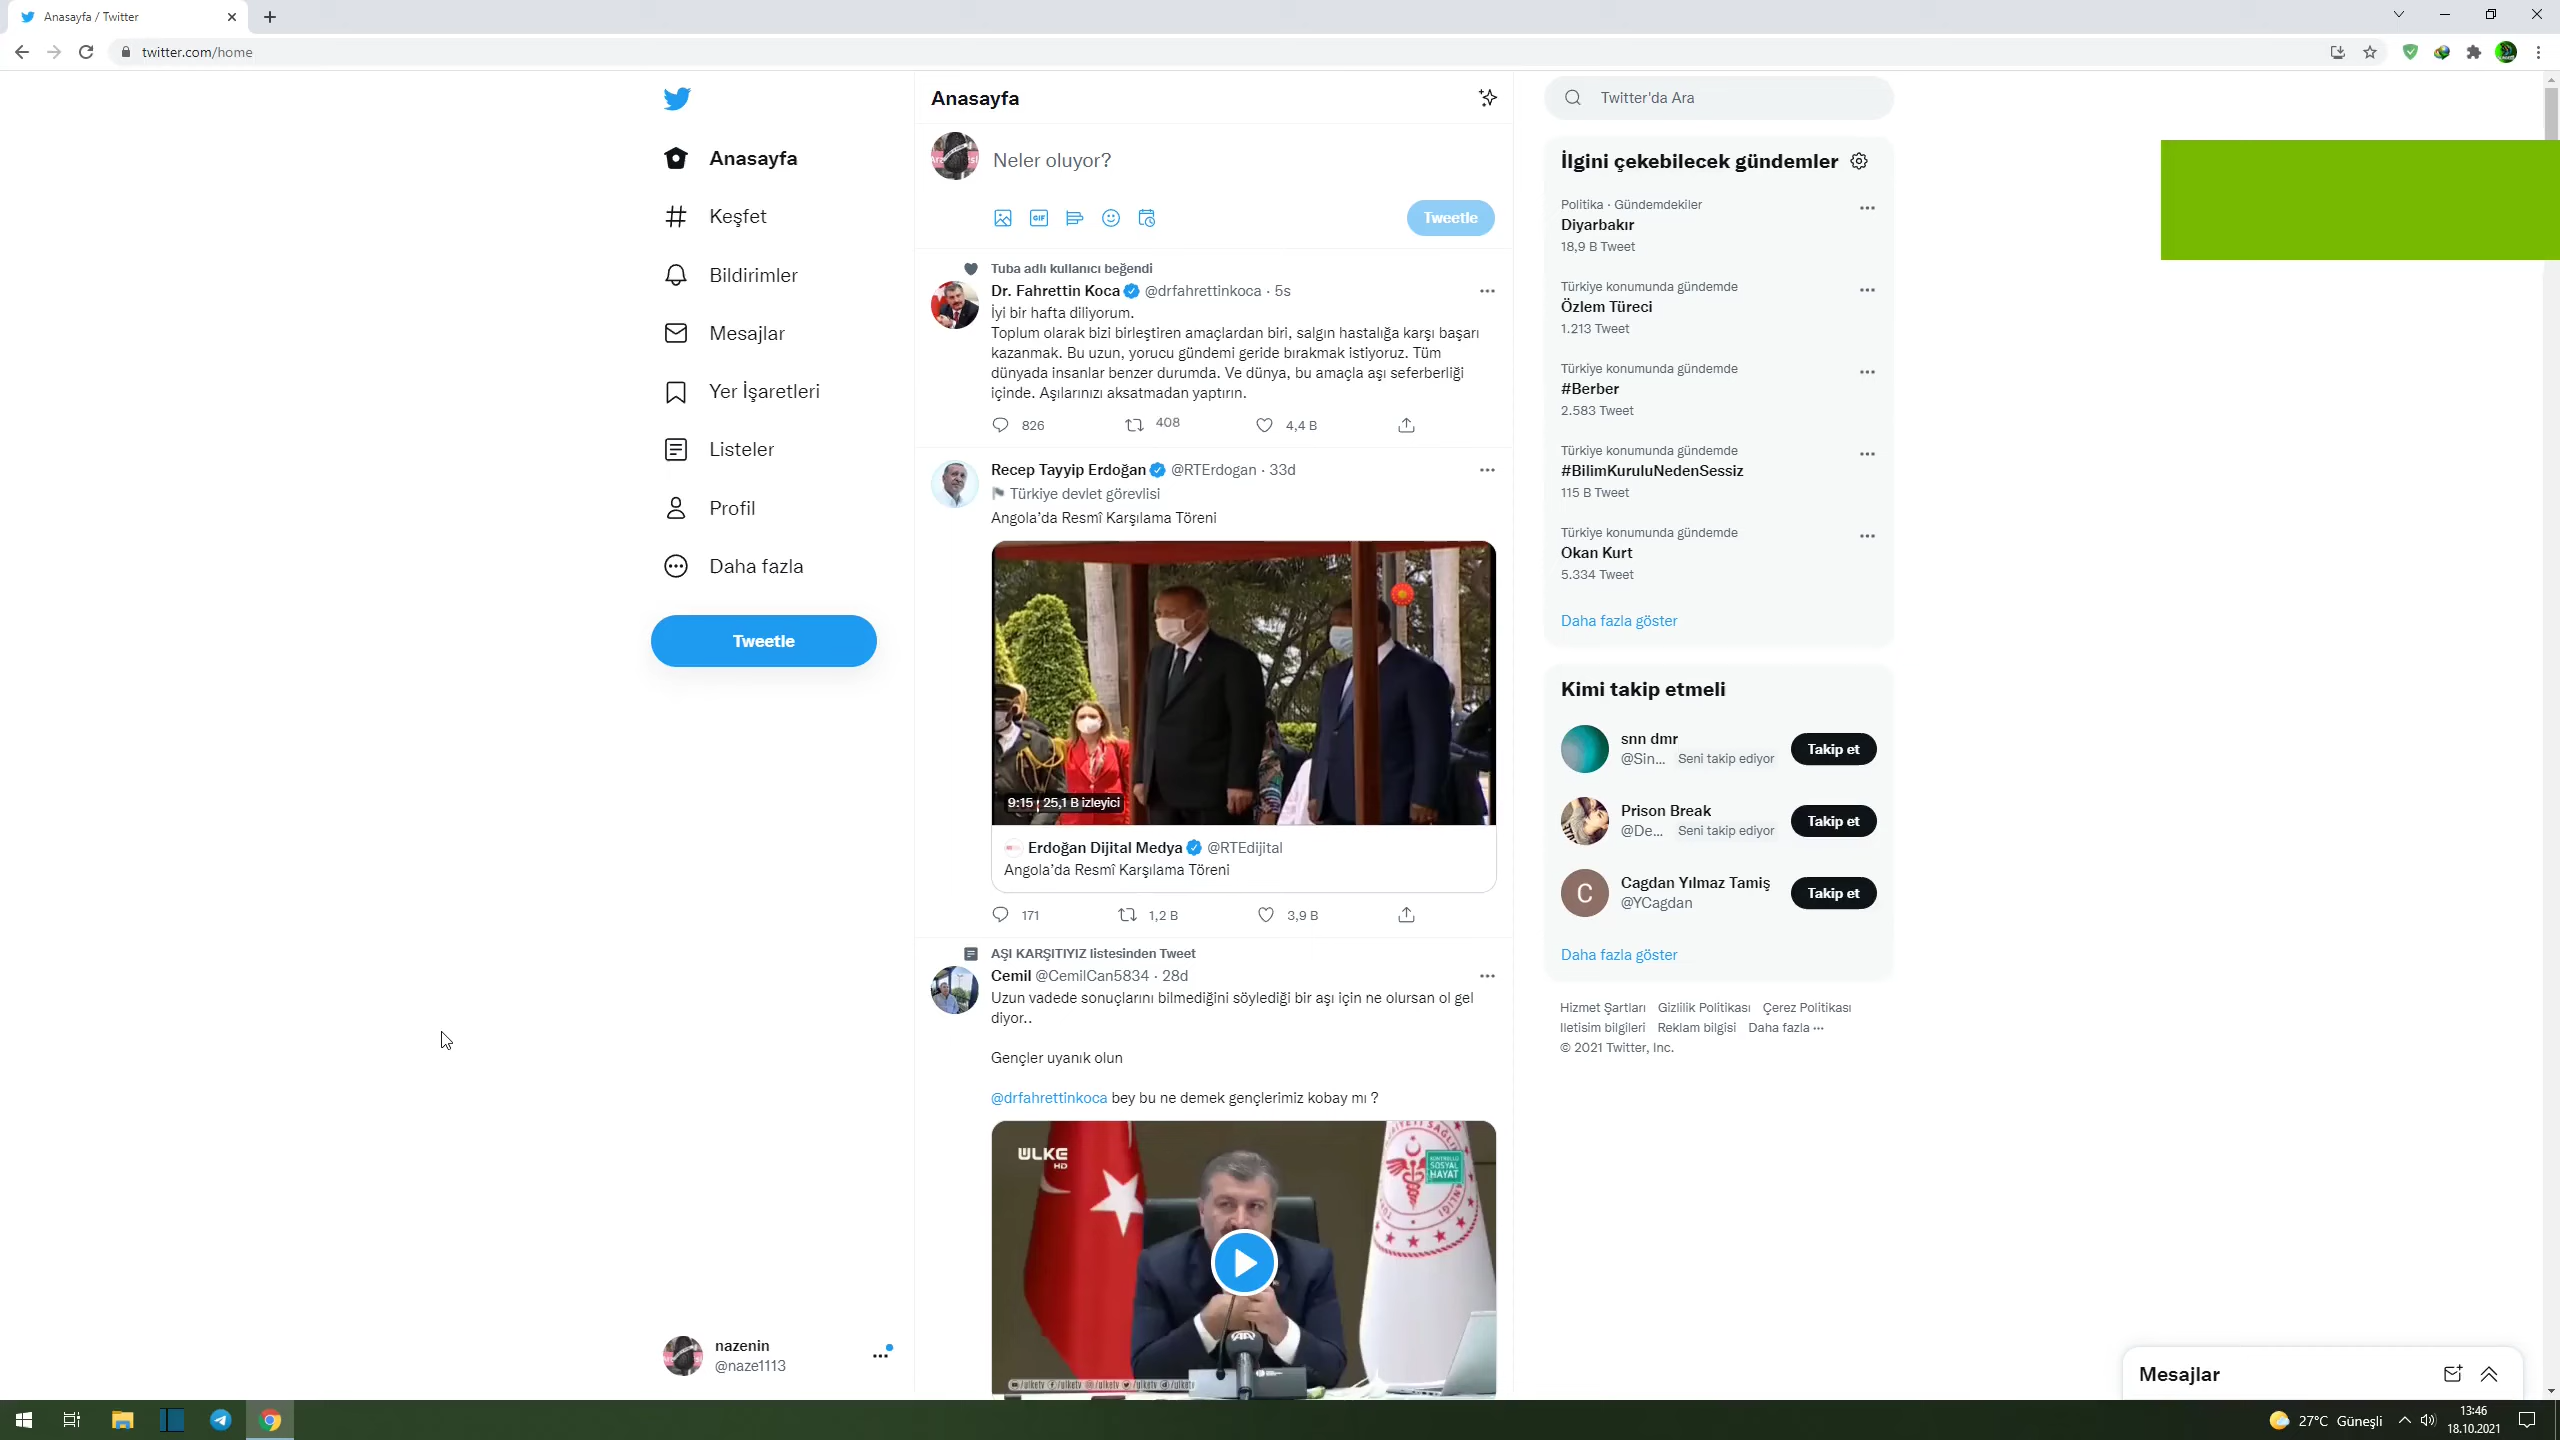 Anasayfa / Twitter
twitter.com/home
Anasayfa
Keşfet
Bildirimler
Mesajlar
Yer İşaretleri
Listeler
Profil
Daha fazla
Tweetle
nazenin
@naze1113
Anasayfa
Neler oluyor?
GIF
Tweetle
Tuba adlı kullanıcı beğendi
Dr. Fahrettin Koca @drfahrettinkoca · 5s
İyi bir hafta diliyorum.
Toplum olarak bizi birleştiren amaçlardan biri, salgın hastalığa karşı başarı
kazanmak. Bu uzun, yorucu gündemi geride bırakmak istiyoruz. Tüm
dünyada insanlar benzer durumda. Ve dünya, bu amaçla aşı seferberliği
içinde. Aşılarınızı aksatmadan yaptırın.
826 408 4,4 B
Recep Tayyip Erdoğan @RTErdogan · 33d
Türkiye devlet görevlisi
Angola’da Resmî Karşılama Töreni
9:15 25,1 B izleyici
Erdoğan Dijital Medya @RTEdijital
Angola’da Resmî Karşılama Töreni
171 1,2 B 3,9 B
AŞI KARŞITIYIZ listesinden Tweet
Cemil @CemilCan5834 · 28d
Uzun vadede sonuçlarını bilmediğini söylediği bir aşı için ne olursan ol gel
diyor..
Gençler uyanık olun
@drfahrettinkoca bey bu ne demek gençlerimiz kobay mı ?
ÜLKE
HD
KONTROLLÜ
SOSYAL
HAYAT
AA
/ulketv /ulketv /ulketv /ulketv /ulketv
Twitter'da Ara
İlgini çekebilecek gündemler
Politika · Gündemdekiler
Diyarbakır
18,9 B Tweet
Türkiye konumunda gündemde
Özlem Türeci
1.213 Tweet
Türkiye konumunda gündemde
#Berber
2.583 Tweet
Türkiye konumunda gündemde
#BilimKuruluNedenSessiz
115 B Tweet
Türkiye konumunda gündemde
Okan Kurt
5.334 Tweet
Daha fazla göster
Kimi takip etmeli
snn dmr
@Sin... Seni takip ediyor
Takip et
Prison Break
@De... Seni takip ediyor
Takip et
C
Cagdan Yılmaz Tamiş
@YCagdan
Takip et
Daha fazla göster
Hizmet Şartları Gizlilik Politikası Çerez Politikası
Iletisim bilgileri Reklam bilgisi Daha fazla
© 2021 Twitter, Inc.
Mesajlar
27°C Güneşli
13:46
18.10.2021